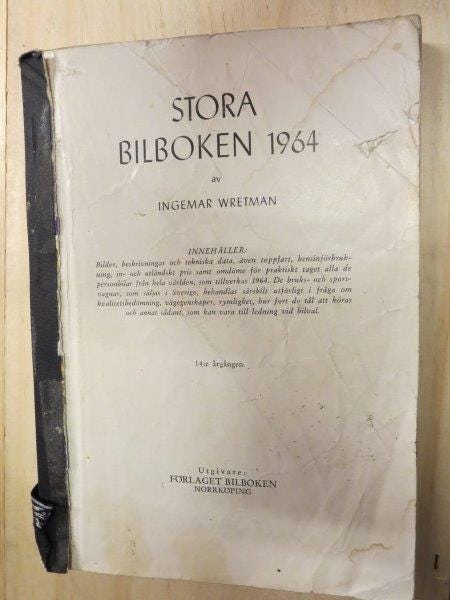 STORA
BILBOKEN 1964
av
INGEMAR WRETMAN
INNEHÅLLER:
Bilder, beskrivningar och tekniska data, även toppfart, bensinförbruk-
ning, in- och utländskt pris samt omdöme för praktiskt taget alla de
personbilar från hela världen, som tillverkas 1964. De bruks- och sport-
vagnar, som säljas i Sverige, behandlas särskilt utförligt i fråga om
kvalitetsbedömning, vägegenskaper, rymlighet, hur fort de tål att köras
och annat sådant, som kan vara till ledning vid bilval.
14:e årgången.
Utgivare:
FÖRLAGET BILBOKEN
NORRKÖPING